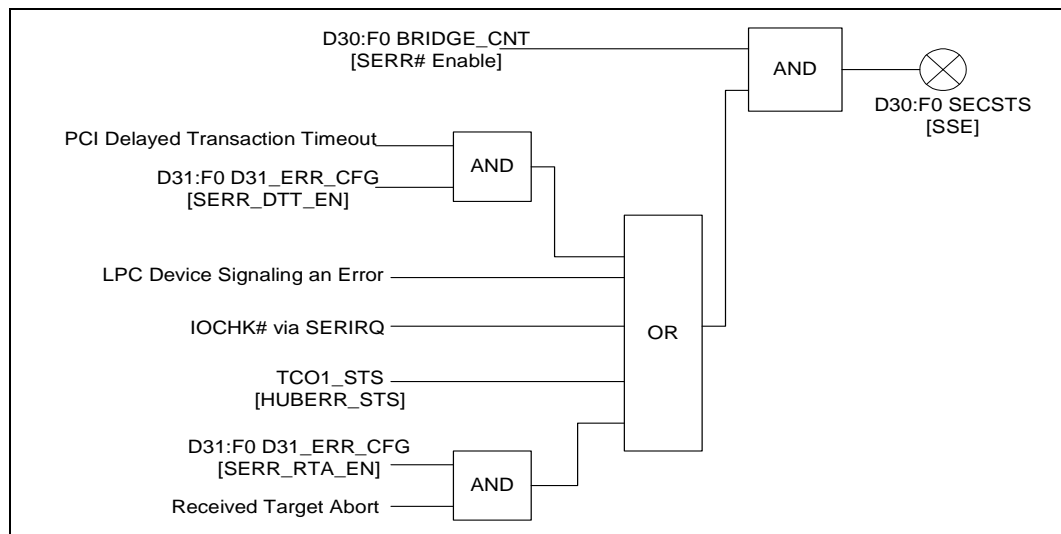 D30:F0 BRIDGE_CNT
[SERR# Enable]
AND
D30:F0 SECSTS
[SSE]
PCI Delayed Transaction Timeout
AND
D31:F0 D31_ERR_CFG
[SERR_DTT_EN]
LPC Device Signaling an Error
IOCHK# via SERIRQ
OR
TCO1_STS
[HUBERR_STS]
D31:F0 D31_ERR_CFG
[SERR_RTA_EN]
AND
Received Target Abort